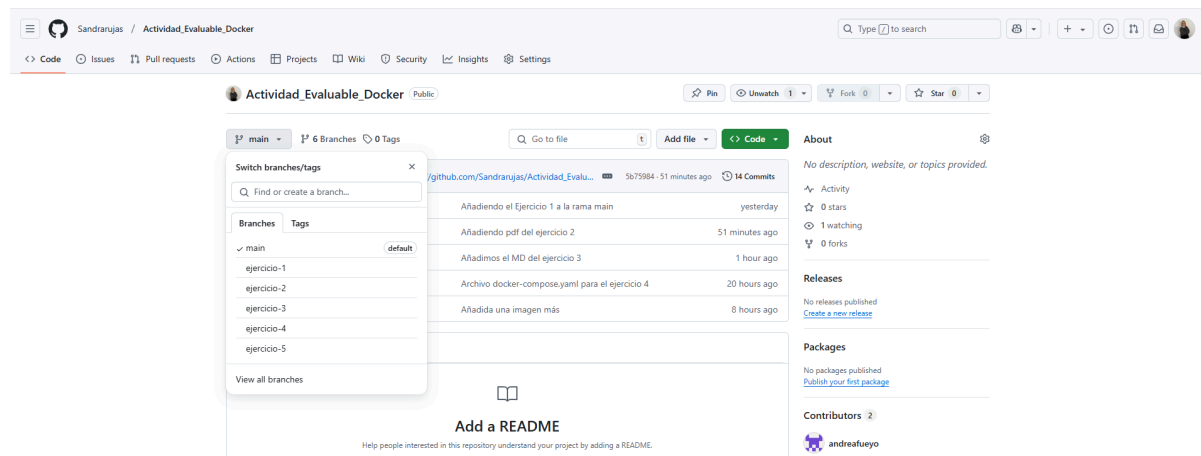 Sandrarujas / Actividad_Evaluable_Docker
Type / to search
Code Issues Pull requests Actions Projects Wiki Security Insights Settings
Actividad_Evaluable_Docker Public
Pin Unwatch 1 Fork 0 Star 0
main 6 Branches 0 Tags
Go to file t
Add file
Code
Switch branches/tags
Find or create a branch...
Branches Tags
main default
ejercicio-1
ejercicio-2
ejercicio-3
ejercicio-4
ejercicio-5
View all branches
/github.com/Sandrarujas/Actividad_Evalu... 5b75984 · 51 minutes ago 14 Commits
Añadiendo el Ejercicio 1 a la rama main yesterday
Añadiendo pdf del ejercicio 2 51 minutes ago
Añadimos el MD del ejercicio 3 1 hour ago
Archivo docker-compose.yaml para el ejercicio 4 20 hours ago
Añadida una imagen más 8 hours ago
Add a README
Help people interested in this repository understand your project by adding a README.
About
No description, website, or topics provided.
Activity
0 stars
1 watching
0 forks
Releases
No releases published
Create a new release
Packages
No packages published
Publish your first package
Contributors 2
andreafueyo